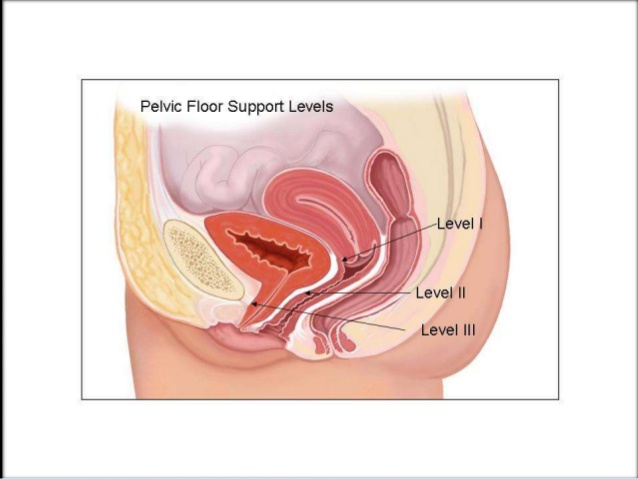 Pelvic Floor Support Levels
Level I
Level II
Level III